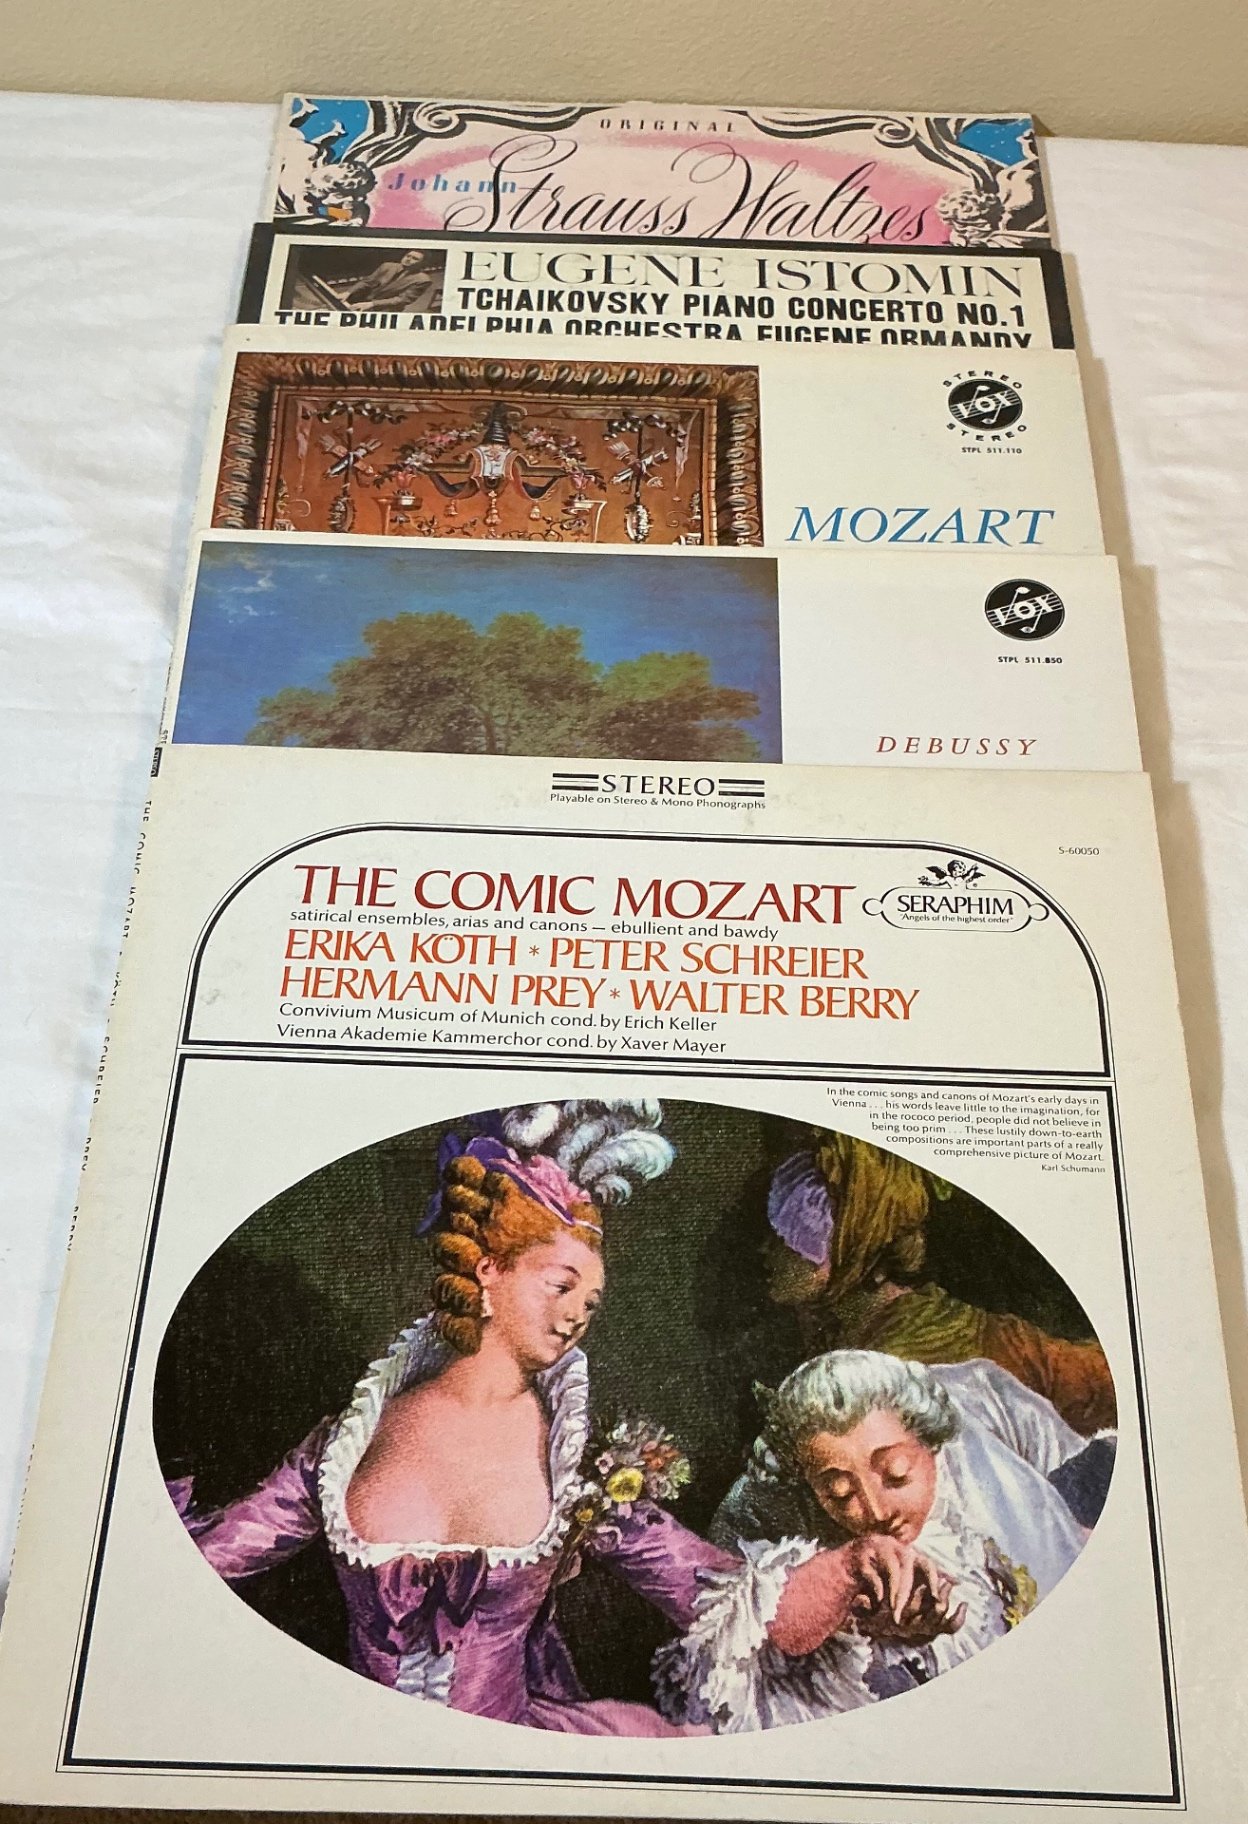 ORIGINAL
Johann
Strauss Waltzes
EUGENE ISTOMIN
TCHAIKOVSKY PIANO CONCERTO NO.1
THE PHILADELPHIA ORCHESTRA EUGENE ORMANDY
STEREO
VOX
STEREO
STPL 511.110
MOZART
VOX
STPL 511.850
DEBUSSY
STEREO
Playable on Stereo & Mono Phonographs
S-60050
THE COMIC MOZART
SERAPHIM
"Angels of the highest order"
satirical ensembles, arias and canons — ebullient and bawdy
ERIKA KÖTH * PETER SCHREIER
HERMANN PREY * WALTER BERRY
Convivium Musicum of Munich cond. by Erich Keller
Vienna Akademie Kammerchor cond. by Xaver Mayer
In the comic songs and canons of Mozart's early days in
Vienna . . . his words leave little to the imagination, for
in the rococo period, people did not believe in
being too prim . . . These lustily down-to-earth
compositions are important parts of a really
comprehensive picture of Mozart.
Karl Schumann
THE COMIC MOZART